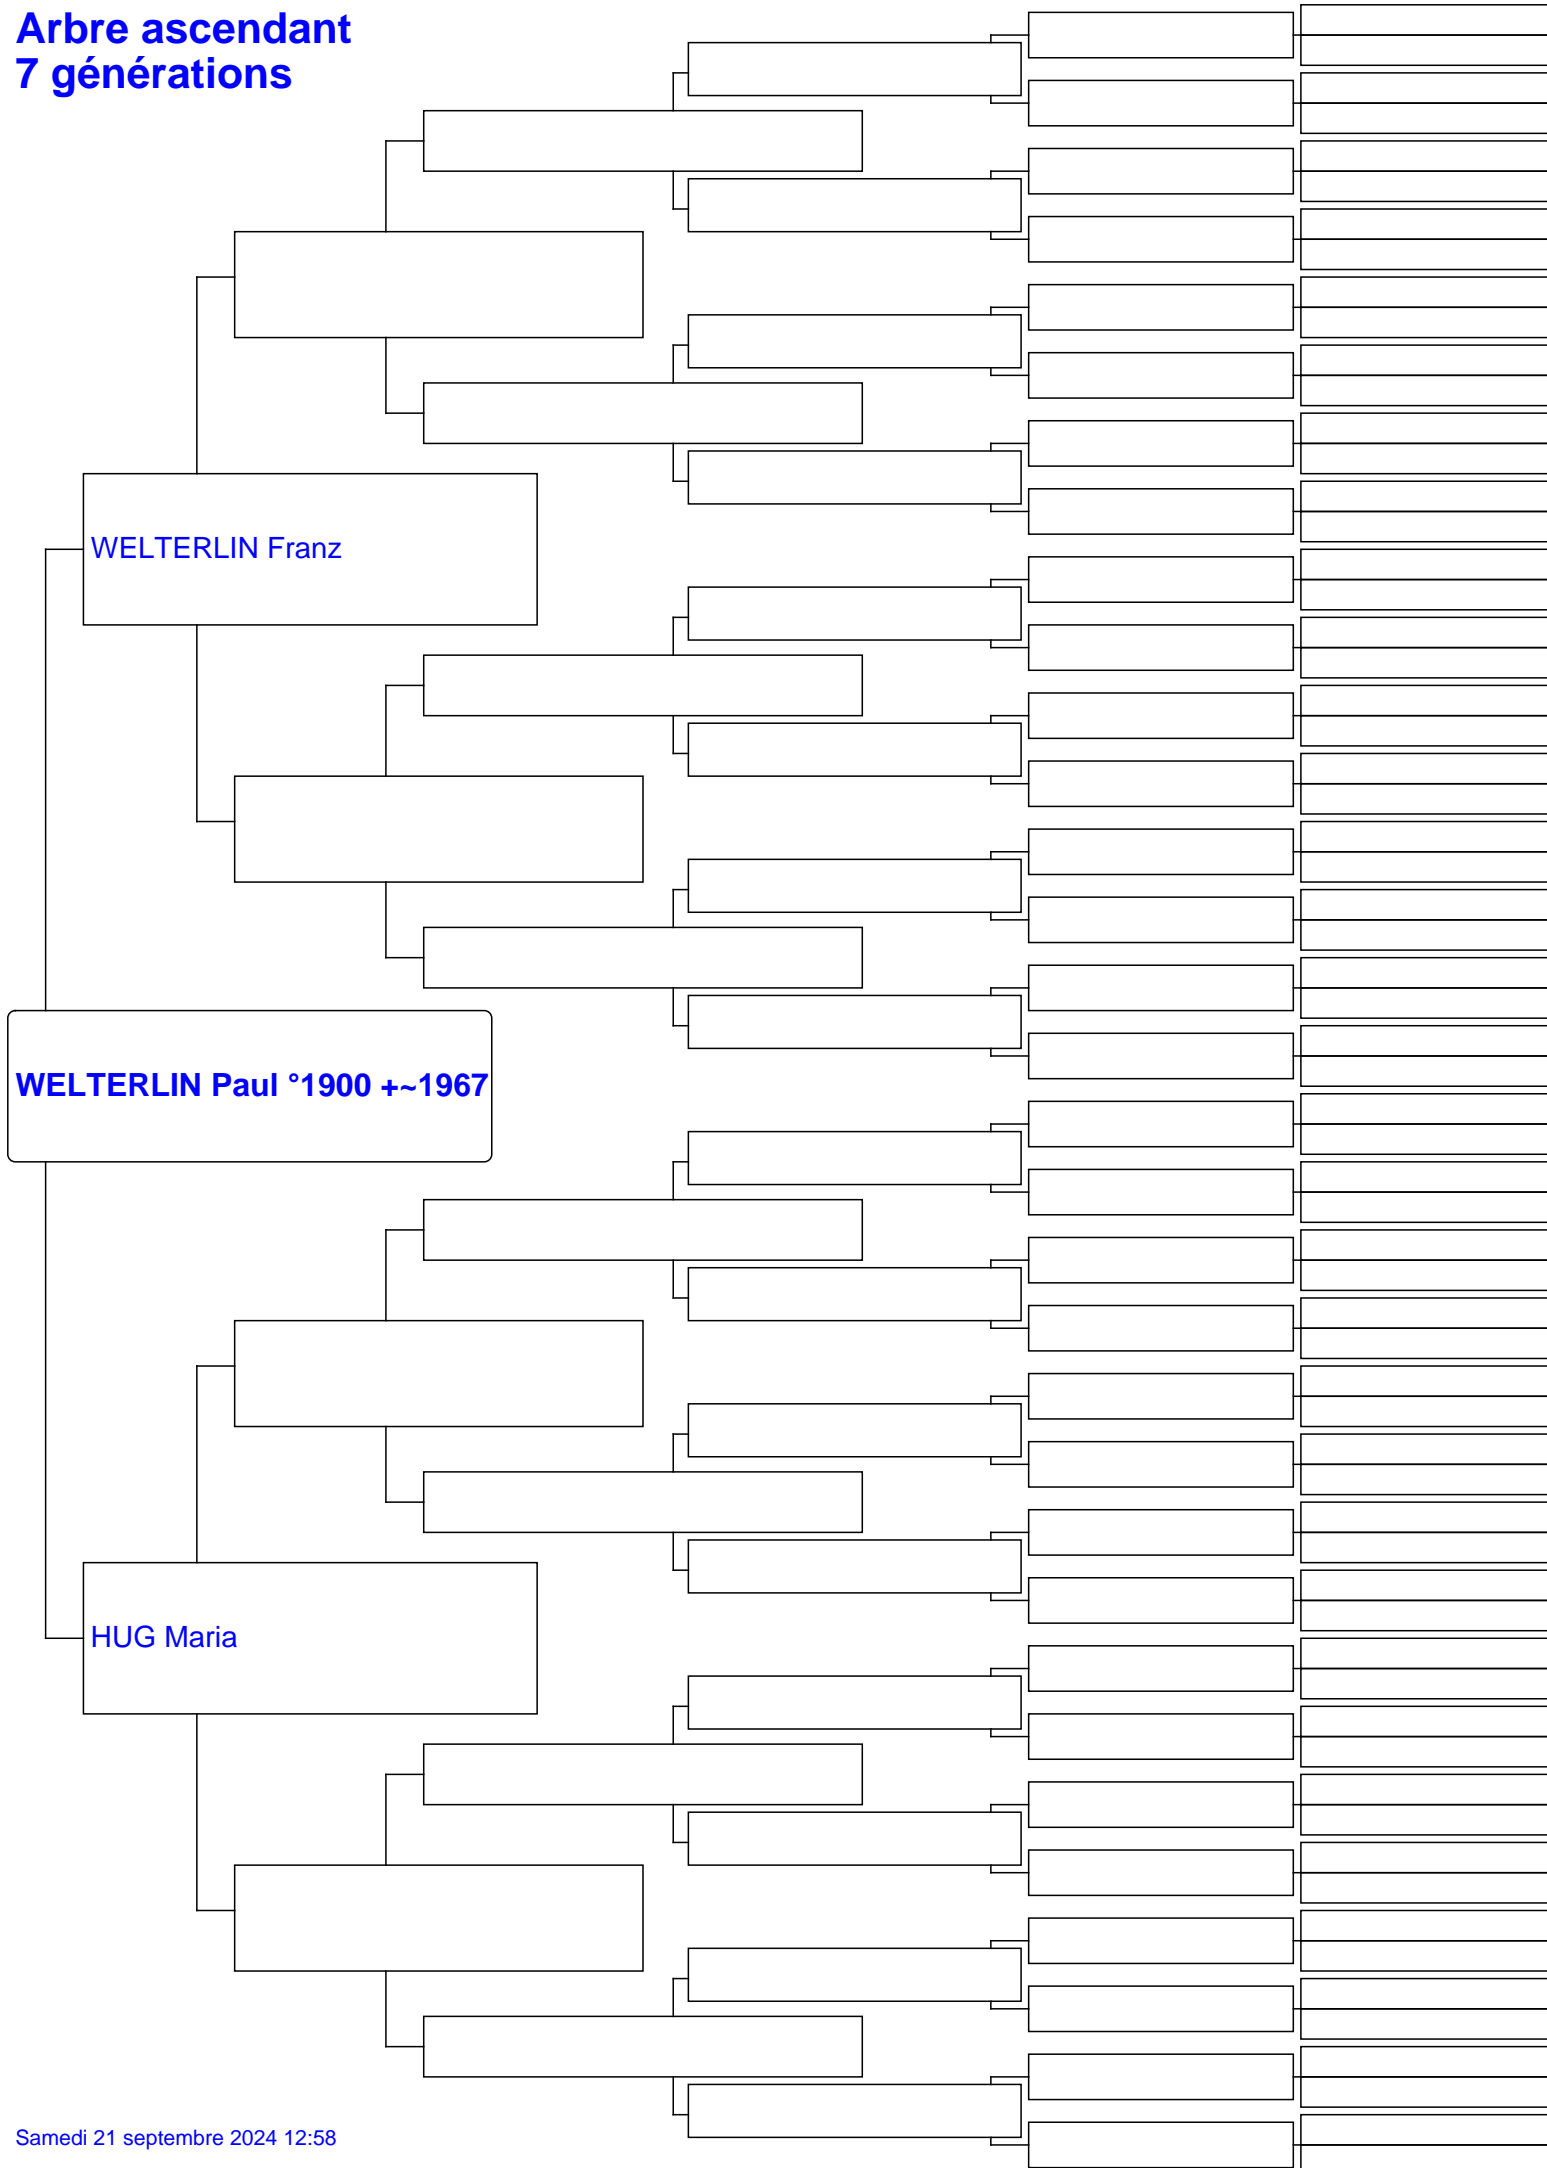 Arbre ascendant
7 générations
WELTERLIN Franz
WELTERLIN Paul °1900 +~1967
HUG Maria
Samedi 21 septembre 2024 12:58